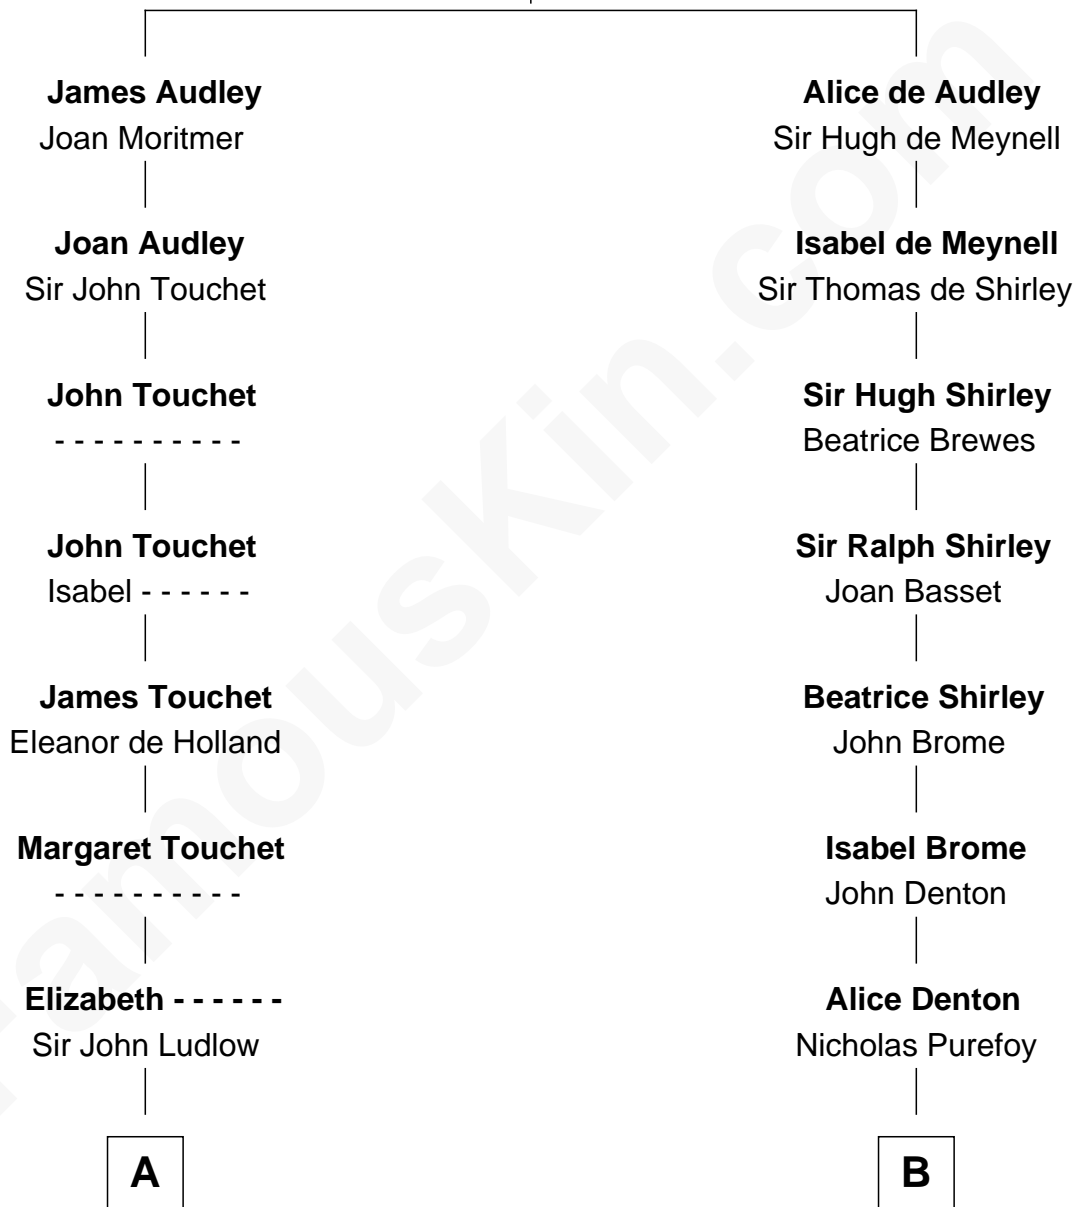 James Audley
Joan Moritmer
Joan Audley
Sir John Touchet
John Touchet
- - - - - - - - - -
John Touchet
Isabel - - - - - -
James Touchet
Eleanor de Holland
Margaret Touchet
- - - - - - - - - -
Elizabeth - - - - - -
Sir John Ludlow
A
Alice de Audley
Sir Hugh de Meynell
Isabel de Meynell
Sir Thomas de Shirley
Sir Hugh Shirley
Beatrice Brewes
Sir Ralph Shirley
Joan Basset
Beatrice Shirley
John Brome
Isabel Brome
John Denton
Alice Denton
Nicholas Purefoy
B
FamousKin.com